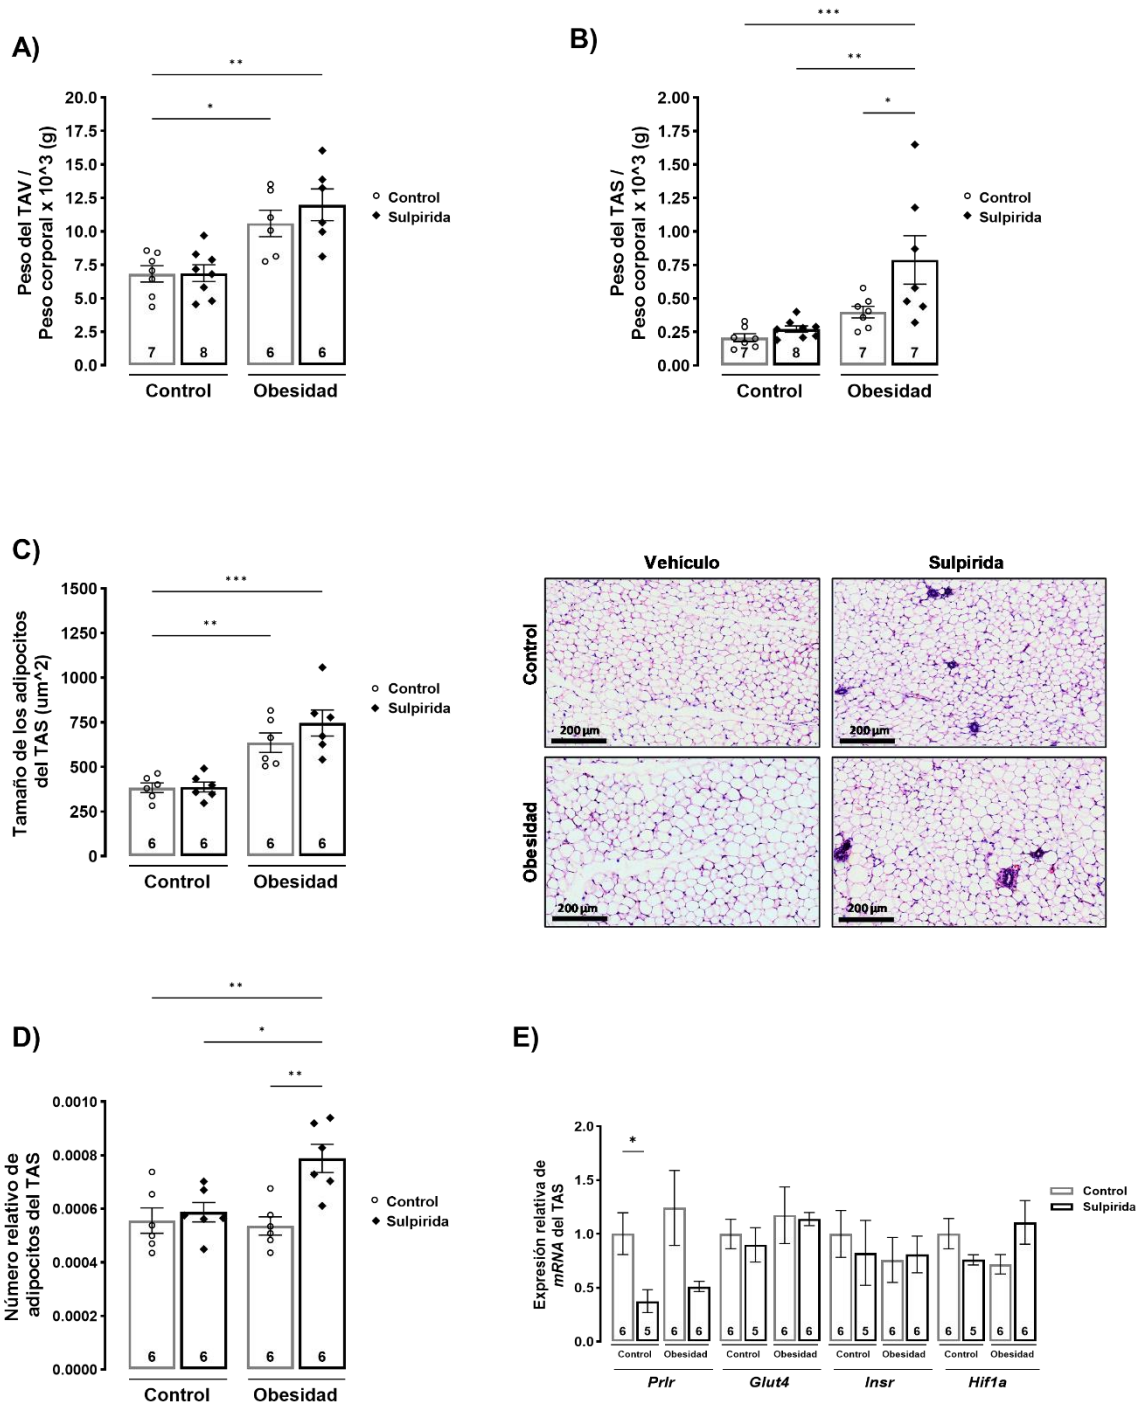 A)
**
*
20.0
17.5
15.0
12.5
10.0
7.5
5.0
2.5
0.0
Peso del TAV /
Peso corporal x 10^3 (g)
7
8
6
6
Control
Obesidad
Control
Sulpirida
B)
***
**
*
2.00
1.75
1.50
1.25
1.00
0.75
0.50
0.25
0.00
Peso del TAS /
Peso corporal x 10^3 (g)
7
8
7
7
Control
Obesidad
Control
Sulpirida
C)
***
**
1500
1250
1000
750
500
250
0
Tamaño de los adipocitos
del TAS (um^2)
6
6
6
6
Control
Obesidad
Control
Sulpirida
Vehículo
Sulpirida
Control
200 µm
200 µm
Obesidad
200 µm
200 µm
D)
**
*
**
0.0010
0.0008
0.0006
0.0004
0.0002
0.0000
Número relativo de
adipocitos del TAS
6
6
6
6
Control
Obesidad
Control
Sulpirida
E)
*
2.0
1.5
1.0
0.5
0.0
Expresión relativa de
mRNA del TAS
6 5 6 6 6 5 6 6 6 5 6 6 6 5 6 6
Control Obesidad Control Obesidad Control Obesidad Control Obesidad
Prlr Glut4 Insr Hif1a
Control
Sulpirida